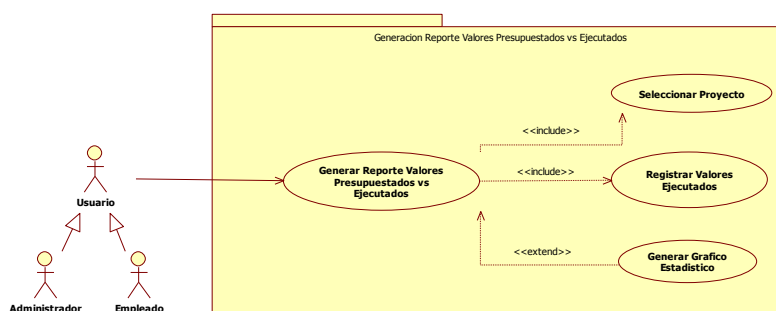 Generacion Reporte Valores Presupuestados vs Ejecutados
Seleccionar Proyecto
<<include>>
Generar Reporte Valores
Presupuestados vs
Ejecutados
<<include>>
Registrar Valores
Ejecutados
Usuario
<<extend>>
Generar Grafico
Estadistico
Administrador
Empleado